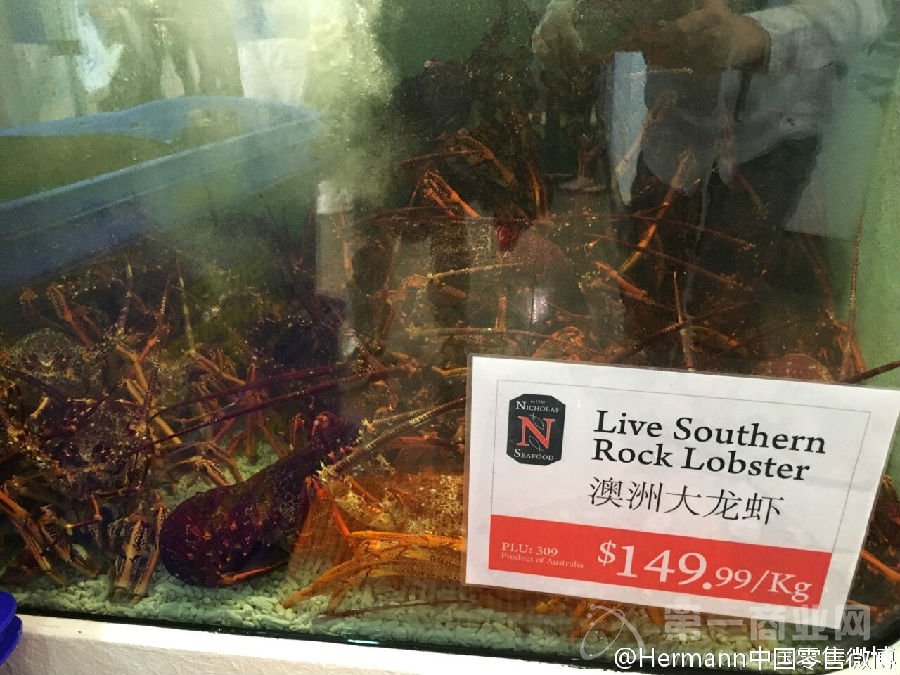 NICHOLAS
N
SEAFOOD
Live Southern
Rock Lobster
澳洲大龙虾
PLU: 309
Product of Australia
$149.99/Kg
第一商业网
@Hermann中国零售微博